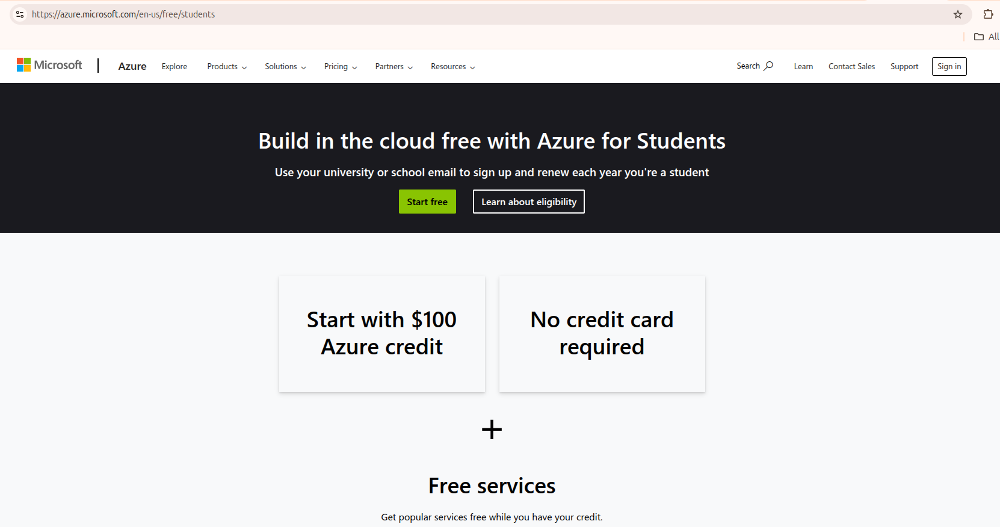 https://azure.microsoft.com/en-us/free/students
All
Microsoft
Azure
Explore
Products
Solutions
Pricing
Partners
Resources
Search
Learn
Contact Sales
Support
Sign in
Build in the cloud free with Azure for Students
Use your university or school email to sign up and renew each year you're a student
Start free
Learn about eligibility
Start with $100
Azure credit
No credit card
required
+
Free services
Get popular services free while you have your credit.